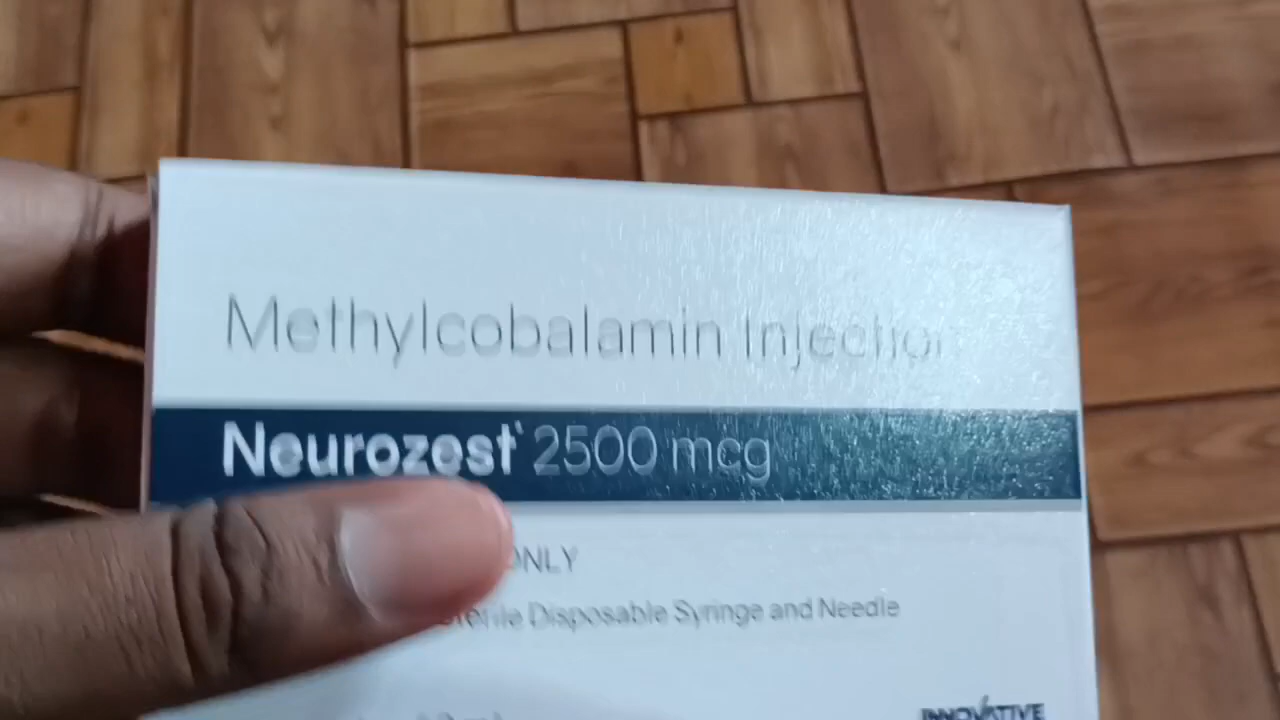 Methylcobalamin Injection
Neurozest 2500 mcg
ONLY
Sterile Disposable Syringe and Needle
INNOVATIVE